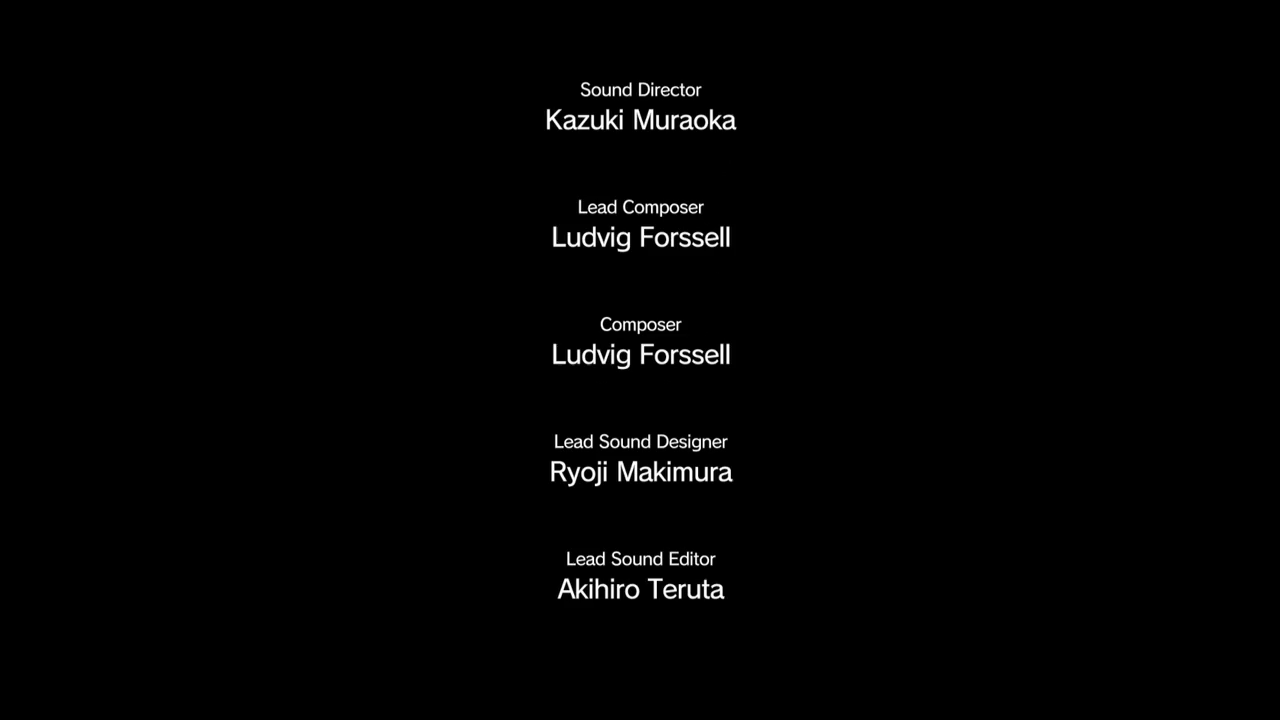 Sound Director
Kazuki Muraoka
Lead Composer
Ludvig Forssell
Composer
Ludvig Forssell
Lead Sound Designer
Ryoji Makimura
Lead Sound Editor
Akihiro Teruta